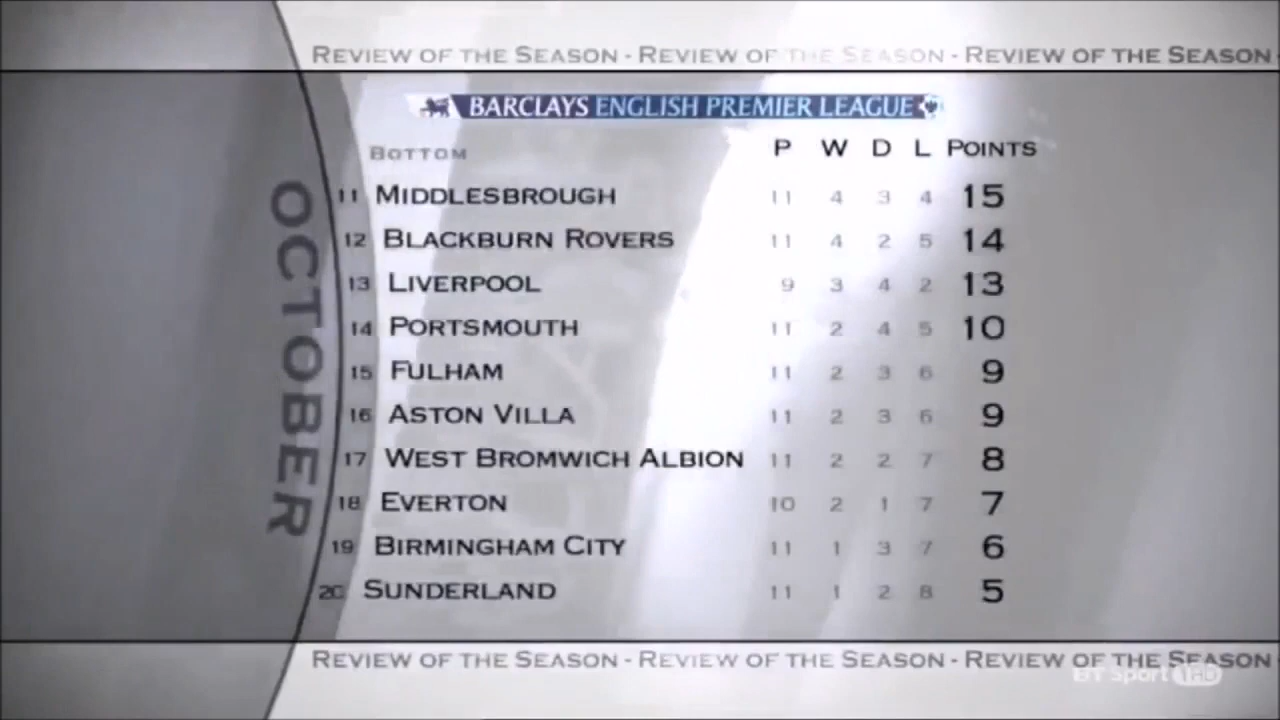 REVIEW OF THE SEASON - REVIEW OF THE SEASON - REVIEW OF THE SEASON
BARCLAYS ENGLISH PREMIER LEAGUE
BOTTOM P W D L POINTS
11 MIDDLESBROUGH 11 4 3 4 15
12 BLACKBURN ROVERS 11 4 2 5 14
13 LIVERPOOL 9 3 4 2 13
14 PORTSMOUTH 11 2 4 5 10
15 FULHAM 11 2 3 6 9
16 ASTON VILLA 11 2 3 6 9
17 WEST BROMWICH ALBION 11 2 2 7 8
18 EVERTON 10 2 1 7 7
19 BIRMINGHAM CITY 11 1 3 7 6
20 SUNDERLAND 11 1 2 8 5
OCTOBER
REVIEW OF THE SEASON - REVIEW OF THE SEASON - REVIEW OF THE SEASON
BT Sport 1HD